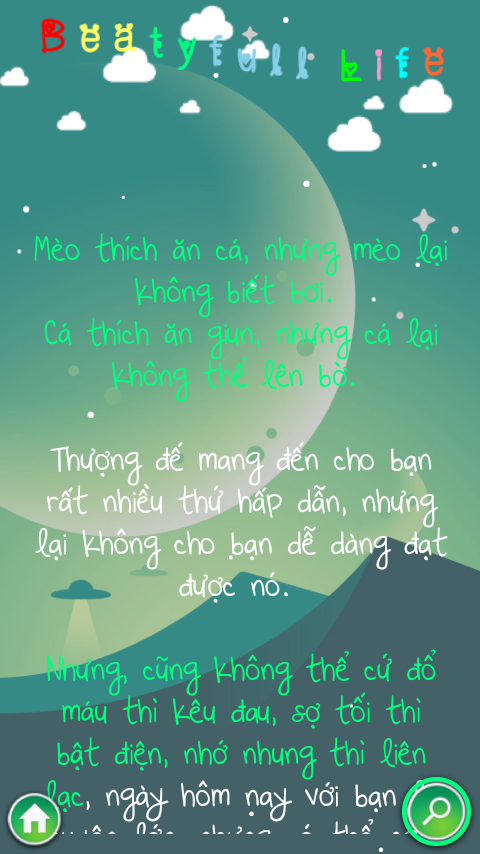 Beatyfull Life
Mèo thích ăn cá, nhưng mèo lại
không biết bơi.
Cá thích ăn giun, nhưng cá lại
không thể lên bờ.
Thượng đế mang đến cho bạn
rất nhiều thứ hấp dẫn, nhưng
lại không cho bạn dễ dàng đạt
được nó.
Nhưng, cũng không thể cứ đổ
máu thì kêu đau, sợ tối thì
bật điện, nhớ nhung thì liên
lạc, ngày hôm nay với bạn